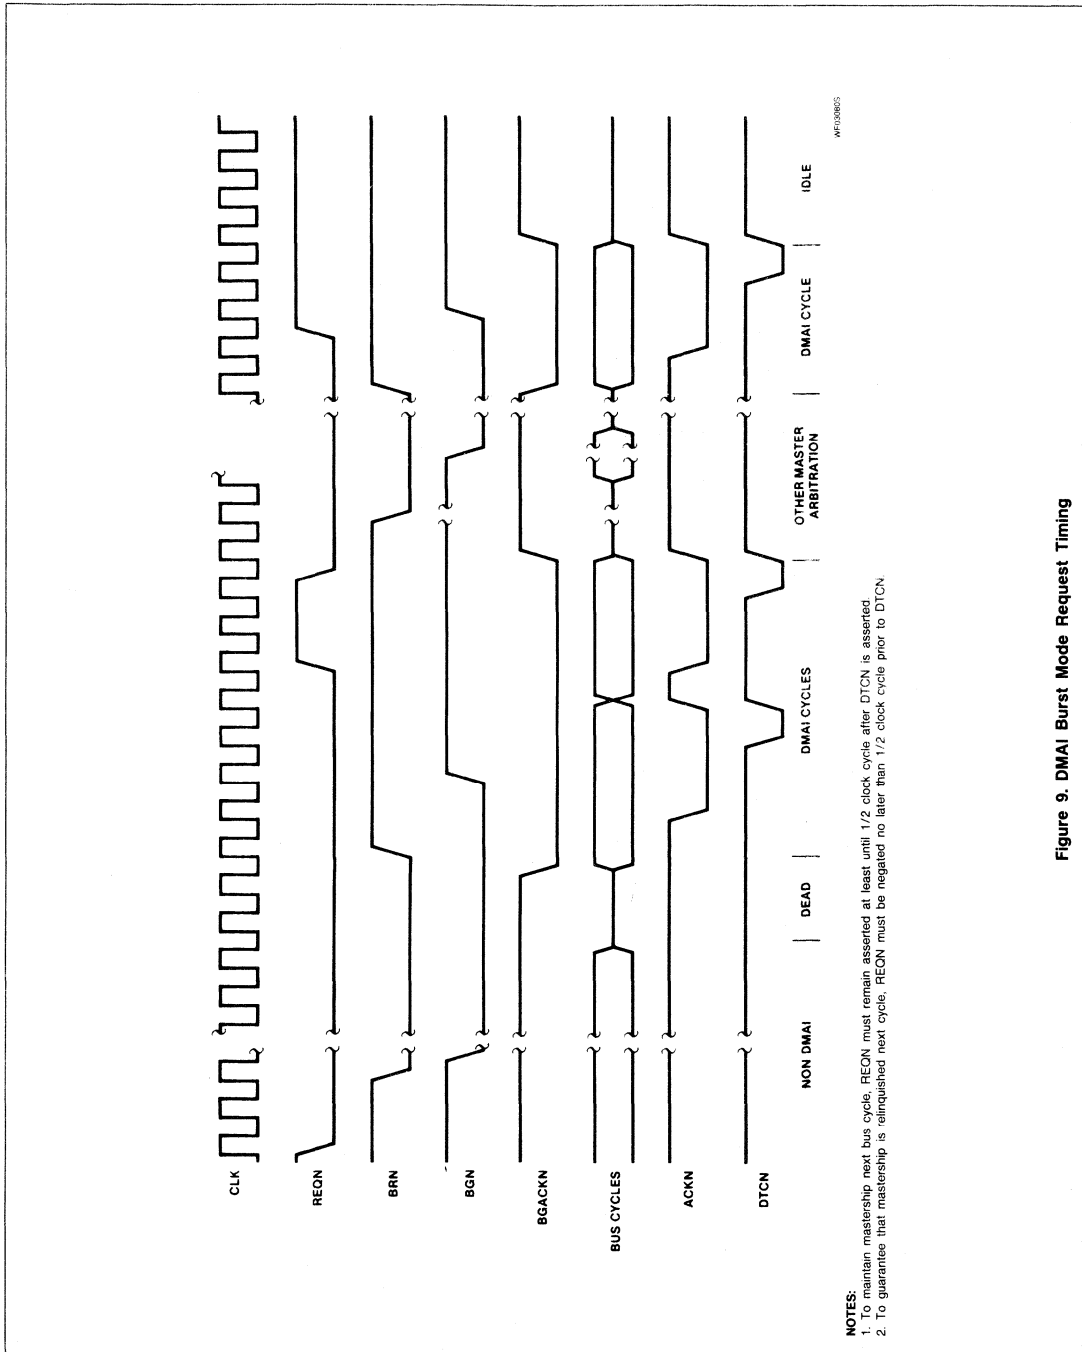 CLK
REQN
BRN
BGN
BGACKN
BUS CYCLES
ACKN
DTCN
NON DMAI
DEAD
DMAI CYCLES
OTHER MASTER
ARBITRATION
DMAI CYCLE
IDLE
WF03080S
NOTES:
1. To maintain mastership next bus cycle, REQN must remain asserted at least until 1/2 clock cycle after DTCN is asserted.
2. To guarantee that mastership is relinquished next cycle, REQN must be negated no later than 1/2 clock cycle prior to DTCN.
Figure 9. DMAI Burst Mode Request Timing